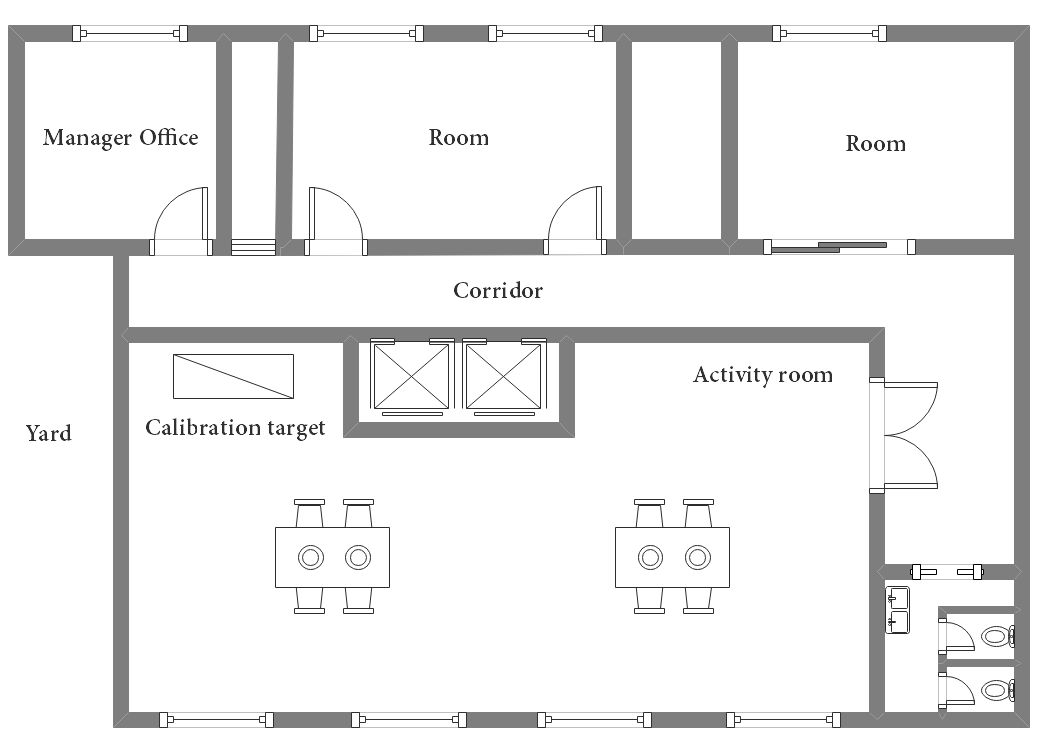 Manager Office
Room
Room
Corridor
Activity room
Calibration target
Yard